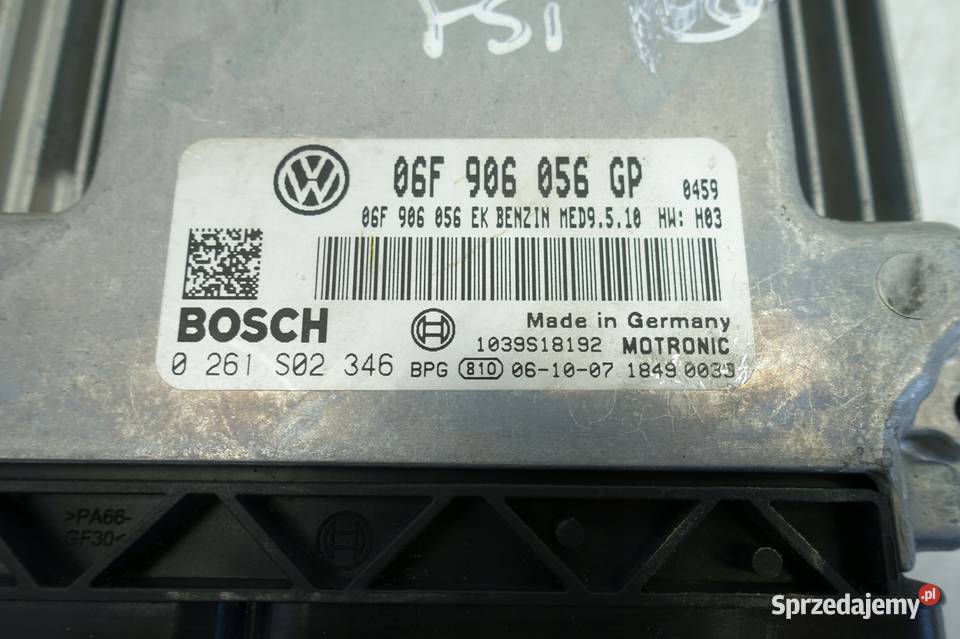 FSI
06F 906 056 GP 0459
06F 906 056 EK BENZIN MED9.5.10 HW: H03
BOSCH
Made in Germany
1039S18192 MOTRONIC
0 261 S02 346 BPG 810 06-10-07 1849 0033
>PA66-
GF30<
Sprzedajemy.pl